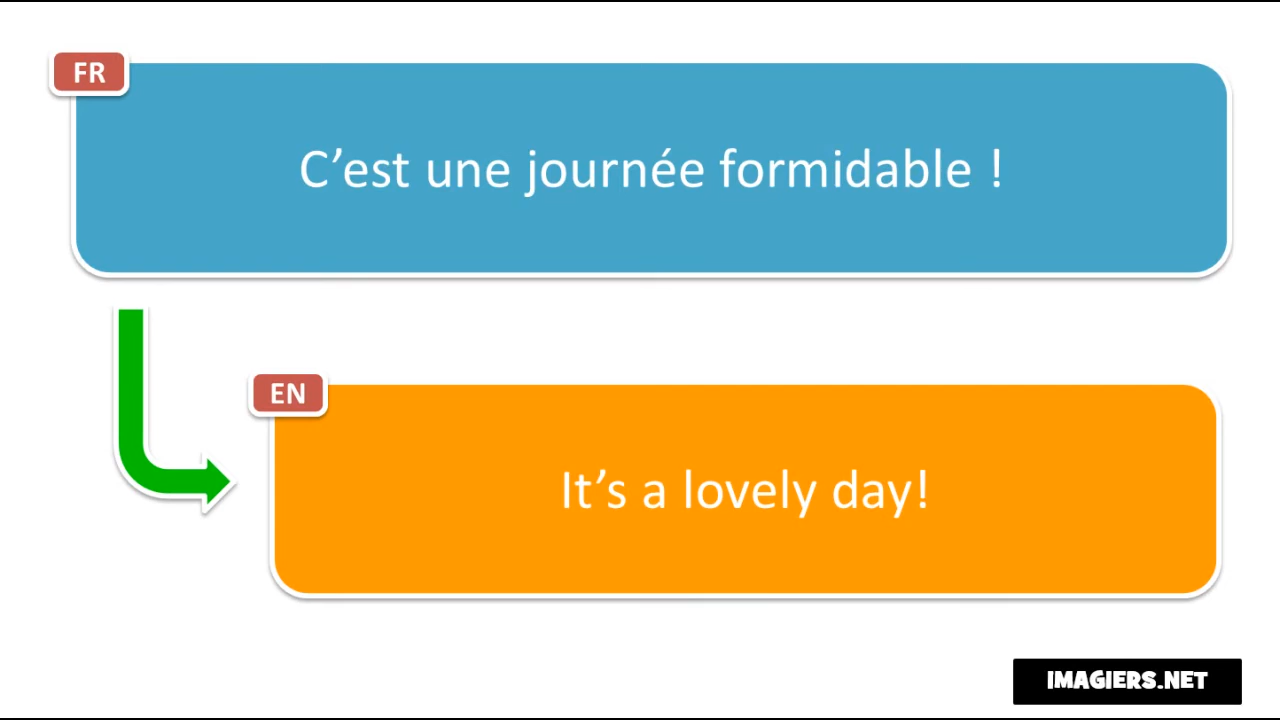 FR
C’est une journée formidable !
EN
It’s a lovely day!
IMAGIERS.NET